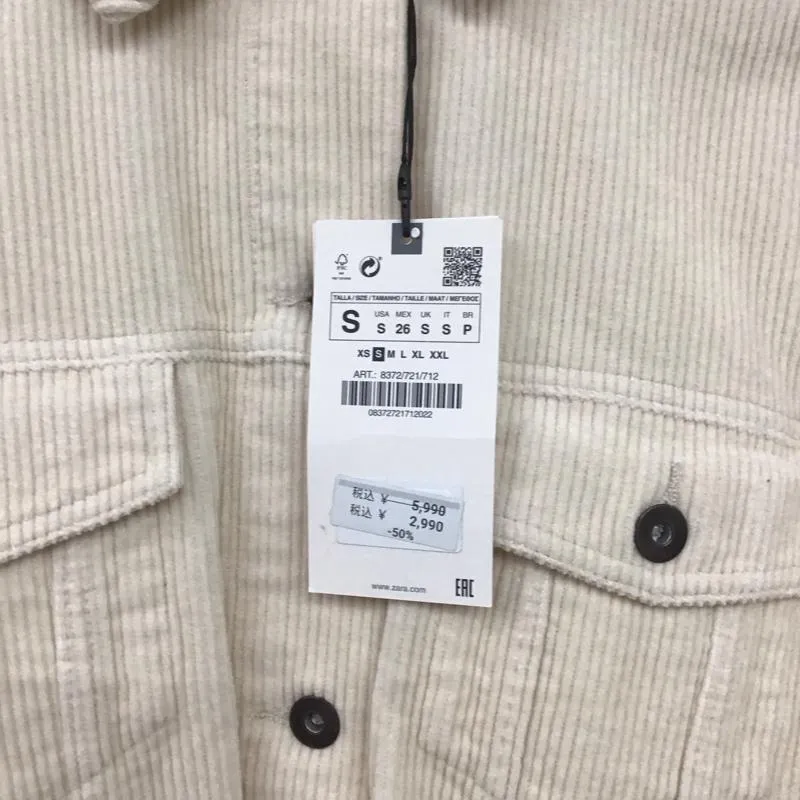 FSC
TALLA / SIZE / TAMANHO / TAILLE / MAAT / ΜΕΓΕΘΟΣ
S
USA MEX UK IT BR
S 26 S S P
XS S M L XL XXL
ART.: 8372/721/712
08372721712022
税込 ¥ 5,990
税込 ¥ 2,990
-50%
www.zara.com
EAC